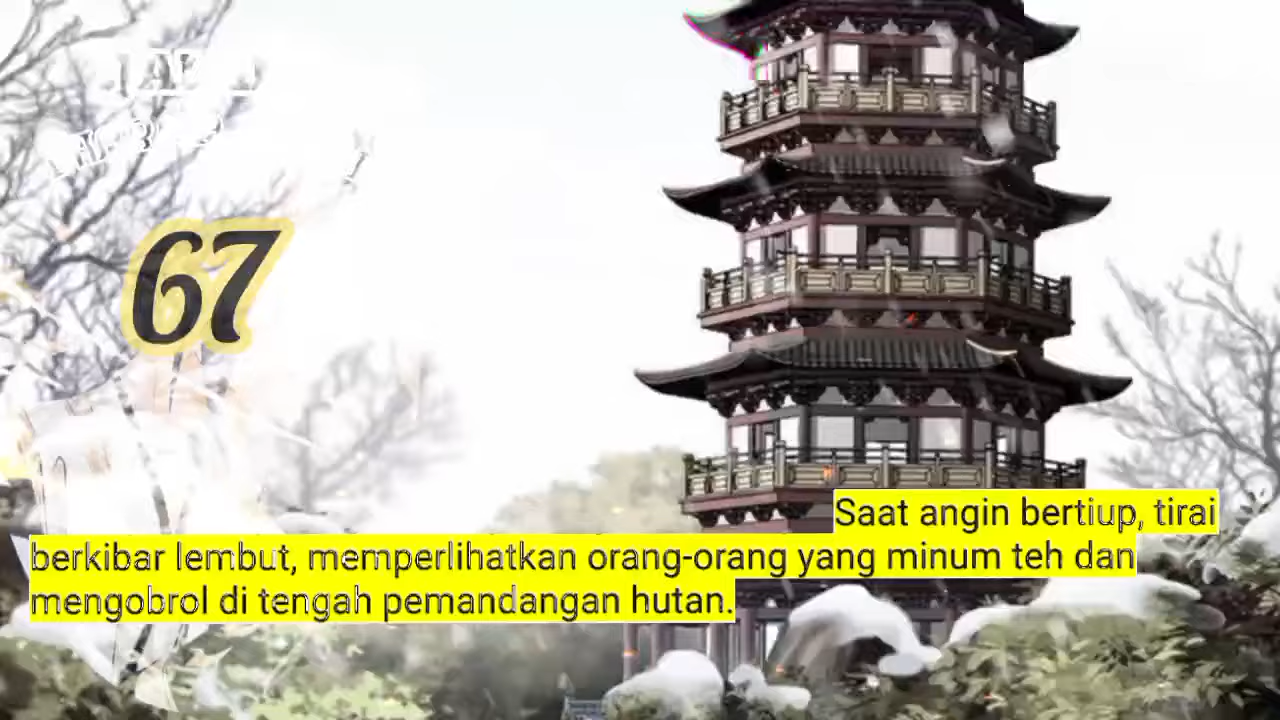 67
Saat angin bertiup, tirai
berkibar lembut, memperlihatkan orang-orang yang minum teh dan
mengobrol di tengah pemandangan hutan.